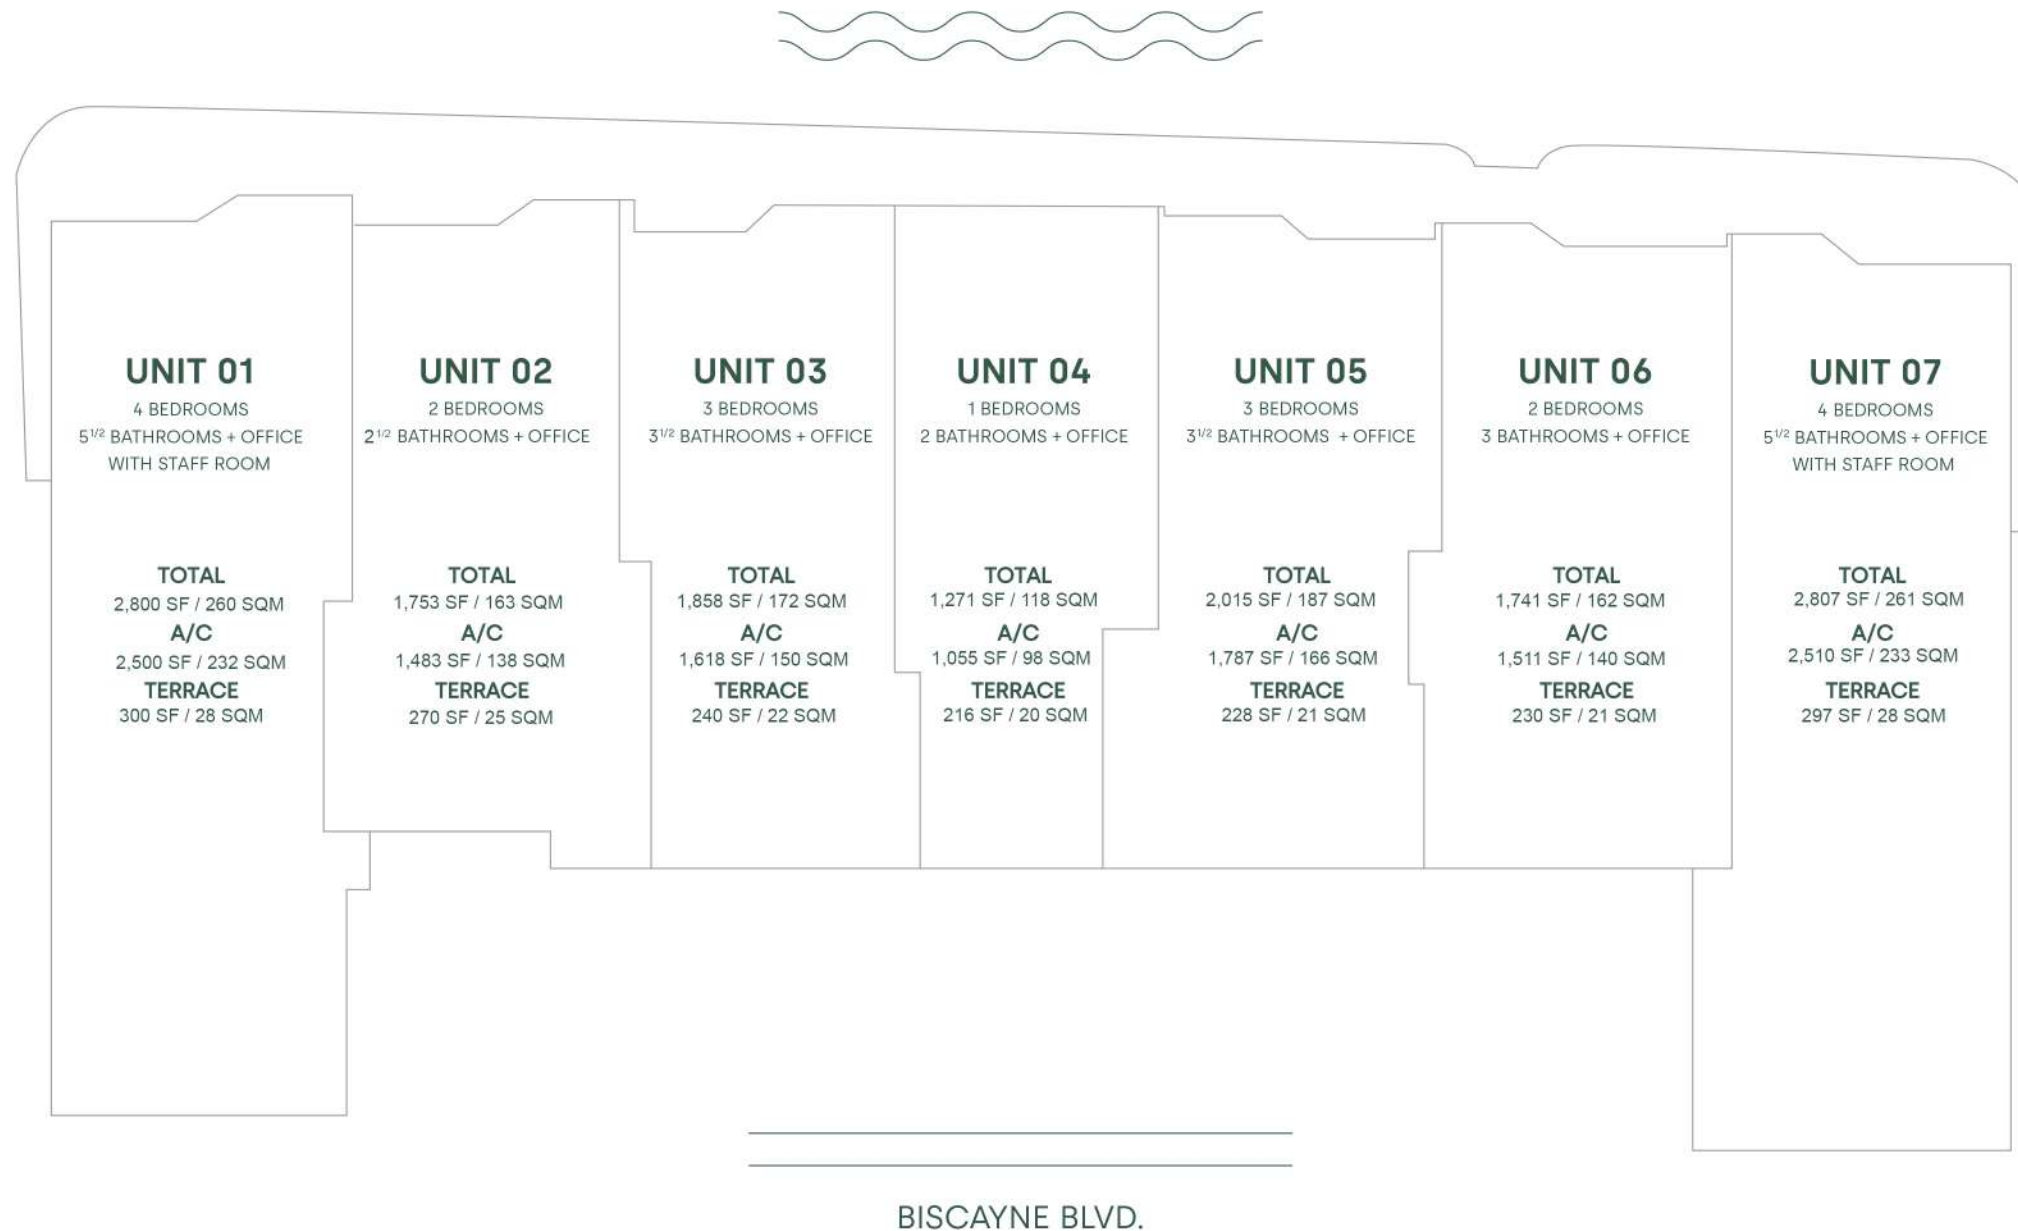 UNIT 01
4 BEDROOMS
5 1/2 BATHROOMS + OFFICE
WITH STAFF ROOM
TOTAL
2,800 SF / 260 SQM
A/C
2,500 SF / 232 SQM
TERRACE
300 SF / 28 SQM
UNIT 02
2 BEDROOMS
2 1/2 BATHROOMS + OFFICE
TOTAL
1,753 SF / 163 SQM
A/C
1,483 SF / 138 SQM
TERRACE
270 SF / 25 SQM
UNIT 03
3 BEDROOMS
3 1/2 BATHROOMS + OFFICE
TOTAL
1,858 SF / 172 SQM
A/C
1,618 SF / 150 SQM
TERRACE
240 SF / 22 SQM
UNIT 04
1 BEDROOMS
2 BATHROOMS + OFFICE
TOTAL
1,271 SF / 118 SQM
A/C
1,055 SF / 98 SQM
TERRACE
216 SF / 20 SQM
UNIT 05
3 BEDROOMS
3 1/2 BATHROOMS + OFFICE
TOTAL
2,015 SF / 187 SQM
A/C
1,787 SF / 166 SQM
TERRACE
228 SF / 21 SQM
UNIT 06
2 BEDROOMS
3 BATHROOMS + OFFICE
TOTAL
1,741 SF / 162 SQM
A/C
1,511 SF / 140 SQM
TERRACE
230 SF / 21 SQM
UNIT 07
4 BEDROOMS
5 1/2 BATHROOMS + OFFICE
WITH STAFF ROOM
TOTAL
2,807 SF / 261 SQM
A/C
2,510 SF / 233 SQM
TERRACE
297 SF / 28 SQM
BISCAYNE BLVD.